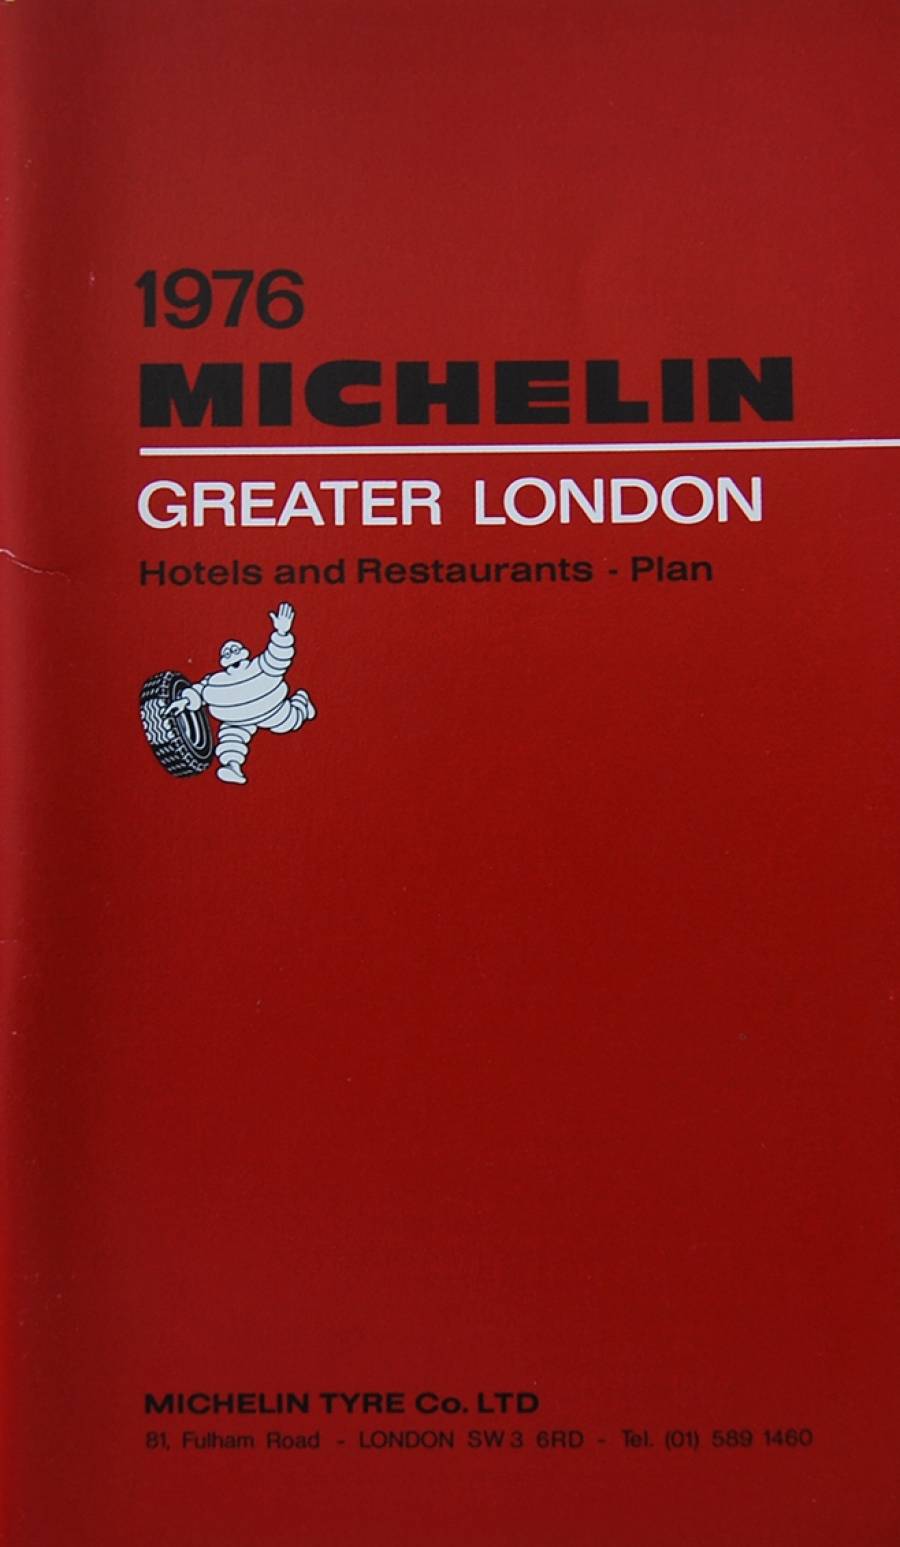 1976
MICHELIN
GREATER LONDON
Hotels and Restaurants - Plan
MICHELIN TYRE Co. LTD
81, Fulham Road - LONDON SW3 6RD - Tel. (01) 589 1460